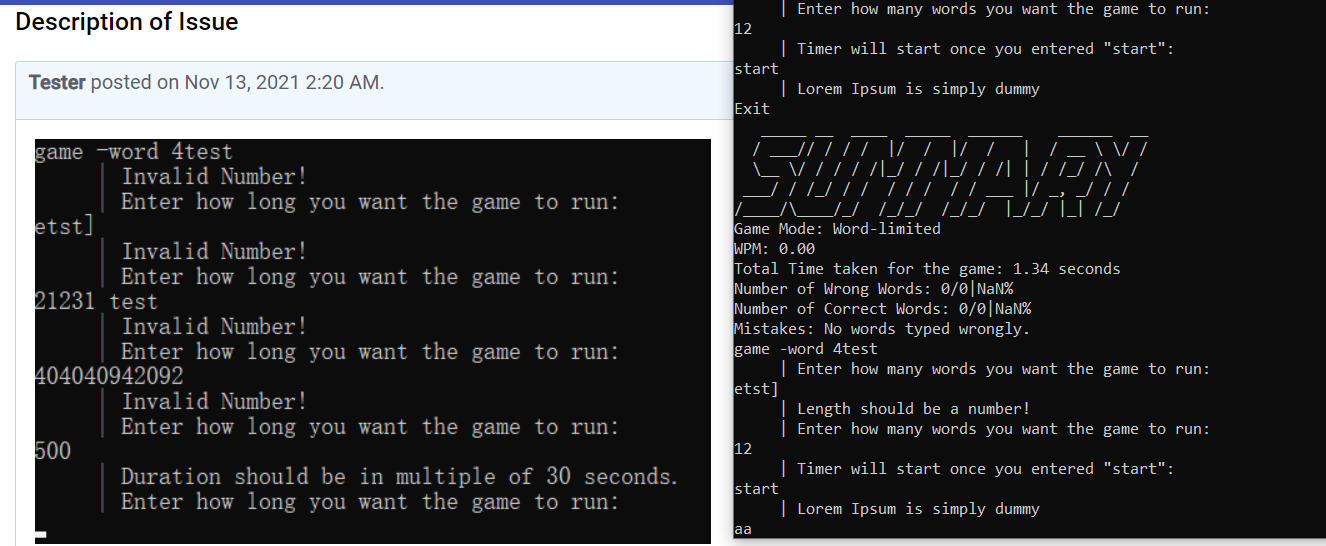 Description of Issue
Tester posted on Nov 13, 2021 2:20 AM.
game -word 4test
| Invalid Number!
| Enter how long you want the game to run:
etst]
| Invalid Number!
| Enter how long you want the game to run:
21231 test
| Invalid Number!
| Enter how long you want the game to run:
404040942092
| Invalid Number!
| Enter how long you want the game to run:
500
| Duration should be in multiple of 30 seconds.
| Enter how long you want the game to run:
| Enter how many words you want the game to run:
12
| Timer will start once you entered "start":
start
| Lorem Ipsum is simply dummy
Exit
SUMMARY
Game Mode: Word-limited
WPM: 0.00
Total Time taken for the game: 1.34 seconds
Number of Wrong Words: 0/0|NaN%
Number of Correct Words: 0/0|NaN%
Mistakes: No words typed wrongly.
game -word 4test
| Enter how many words you want the game to run:
etst]
| Length should be a number!
| Enter how many words you want the game to run:
12
| Timer will start once you entered "start":
start
| Lorem Ipsum is simply dummy
aa